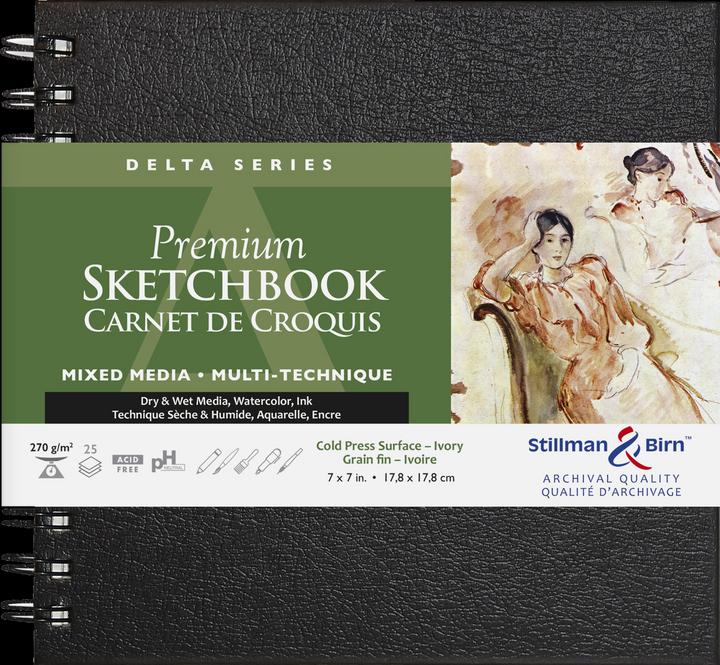 DELTA SERIES
Premium
SKETCHBOOK
CARNET DE CROQUIS
MIXED MEDIA • MULTI-TECHNIQUE
Dry & Wet Media, Watercolor, Ink
Technique Sèche & Humide, Aquarelle, Encre
270 g/m²
25
ACID
FREE
pH
NEUTRAL
Cold Press Surface – Ivory
Grain fin – Ivoire
7 x 7 in. • 17,8 x 17,8 cm
Stillman & Birn™
ARCHIVAL QUALITY
QUALITÉ D'ARCHIVAGE